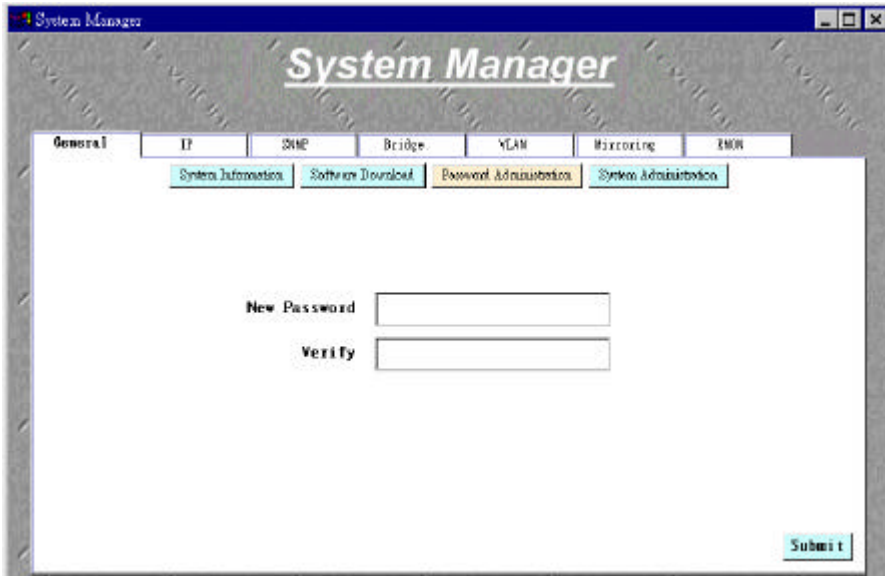 System Manager
System Manager
General IP SNMP Bridge VLAN Mirroring RMON
System Information Software Download Password Administration System Administration
New Password
Verify
Submit